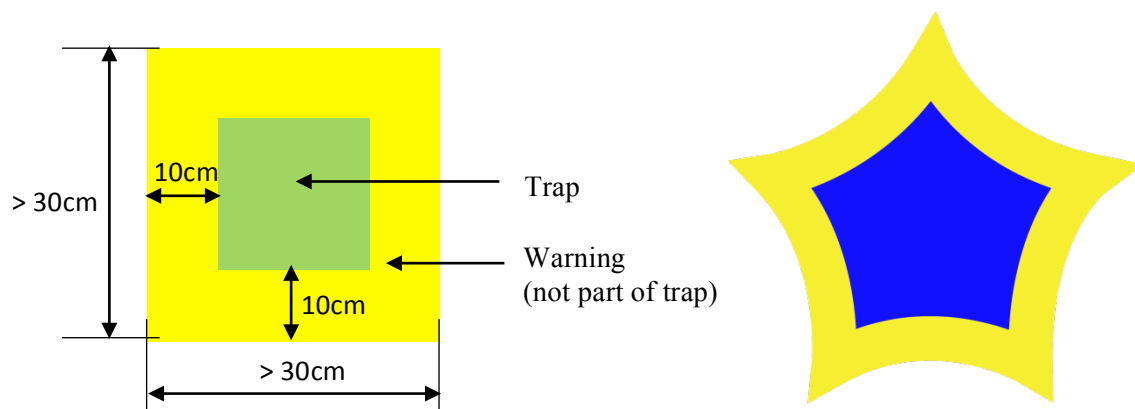 10cm
> 30cm
Trap
Warning
(not part of trap)
10cm
> 30cm